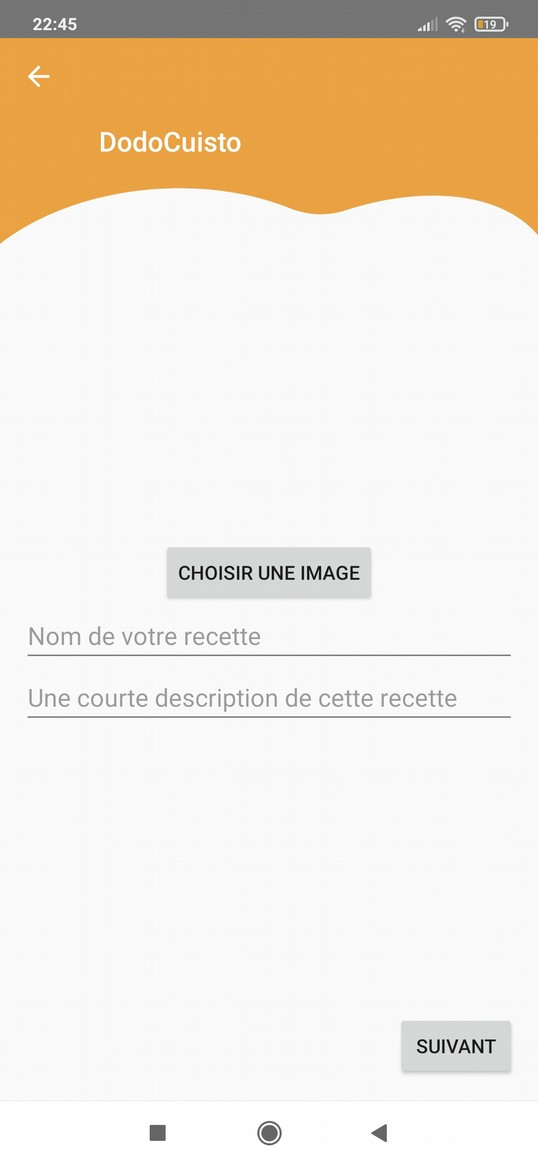 22:45
19
DodoCuisto
CHOISIR UNE IMAGE
Nom de votre recette
Une courte description de cette recette
SUIVANT